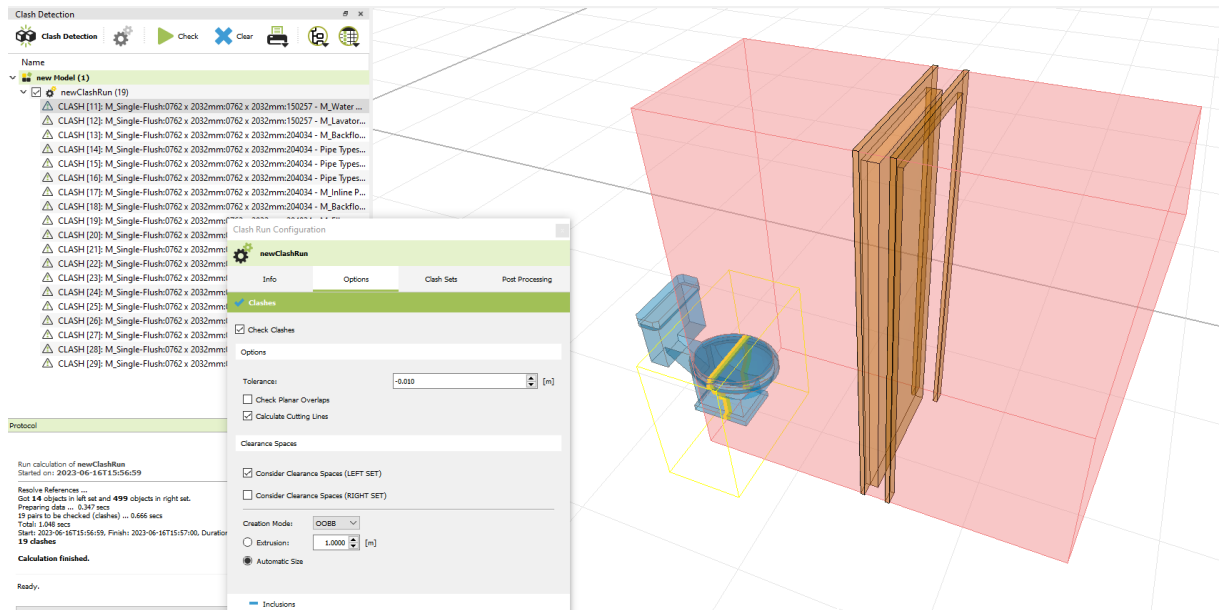 Clash Detection
Clash Detection Check Clear
Name
new Model (1)
newClashRun (19)
CLASH [11]: M_Single-Flush:0762 x 2032mm:0762 x 2032mm:150257 - M_Water ...
CLASH [12]: M_Single-Flush:0762 x 2032mm:0762 x 2032mm:150257 - M_Lavator...
CLASH [13]: M_Single-Flush:0762 x 2032mm:0762 x 2032mm:204034 - M_Backflo...
CLASH [14]: M_Single-Flush:0762 x 2032mm:0762 x 2032mm:204034 - Pipe Types...
CLASH [15]: M_Single-Flush:0762 x 2032mm:0762 x 2032mm:204034 - Pipe Types...
CLASH [16]: M_Single-Flush:0762 x 2032mm:0762 x 2032mm:204034 - Pipe Types...
CLASH [17]: M_Single-Flush:0762 x 2032mm:0762 x 2032mm:204034 - M_Inline P...
CLASH [18]: M_Single-Flush:0762 x 2032mm:0762 x 2032mm:204034 - M_Backflo...
CLASH [19]: M_Single-Flush:0762 x 2032mm:
CLASH [20]: M_Single-Flush:0762 x 2032mm:
CLASH [21]: M_Single-Flush:0762 x 2032mm:
CLASH [22]: M_Single-Flush:0762 x 2032mm:
CLASH [23]: M_Single-Flush:0762 x 2032mm:
CLASH [24]: M_Single-Flush:0762 x 2032mm:
CLASH [25]: M_Single-Flush:0762 x 2032mm:
CLASH [26]: M_Single-Flush:0762 x 2032mm:
CLASH [27]: M_Single-Flush:0762 x 2032mm:
CLASH [28]: M_Single-Flush:0762 x 2032mm:
CLASH [29]: M_Single-Flush:0762 x 2032mm:
Protocol
Run calculation of newClashRun
Started on: 2023-06-16T15:56:59
Resolve References ...
Got 14 objects in left set and 499 objects in right set.
Preparing data ... 0.347 secs
19 pairs to be checked (clashes) ... 0.666 secs
Total: 1.048 secs
Start: 2023-06-16T15:56:59, Finish: 2023-06-16T15:57:00, Duration
19 clashes
Calculation finished.
Ready.
Clash Run Configuration
newClashRun
Info Options Clash Sets Post Processing
Clashes
Check Clashes
Options
Tolerance: -0.010 [m]
Check Planar Overlaps
Calculate Cutting Lines
Clearance Spaces
Consider Clearance Spaces (LEFT SET)
Consider Clearance Spaces (RIGHT SET)
Creation Mode: OOBB
Extrusion: 1.0000 [m]
Automatic Size
Inclusions